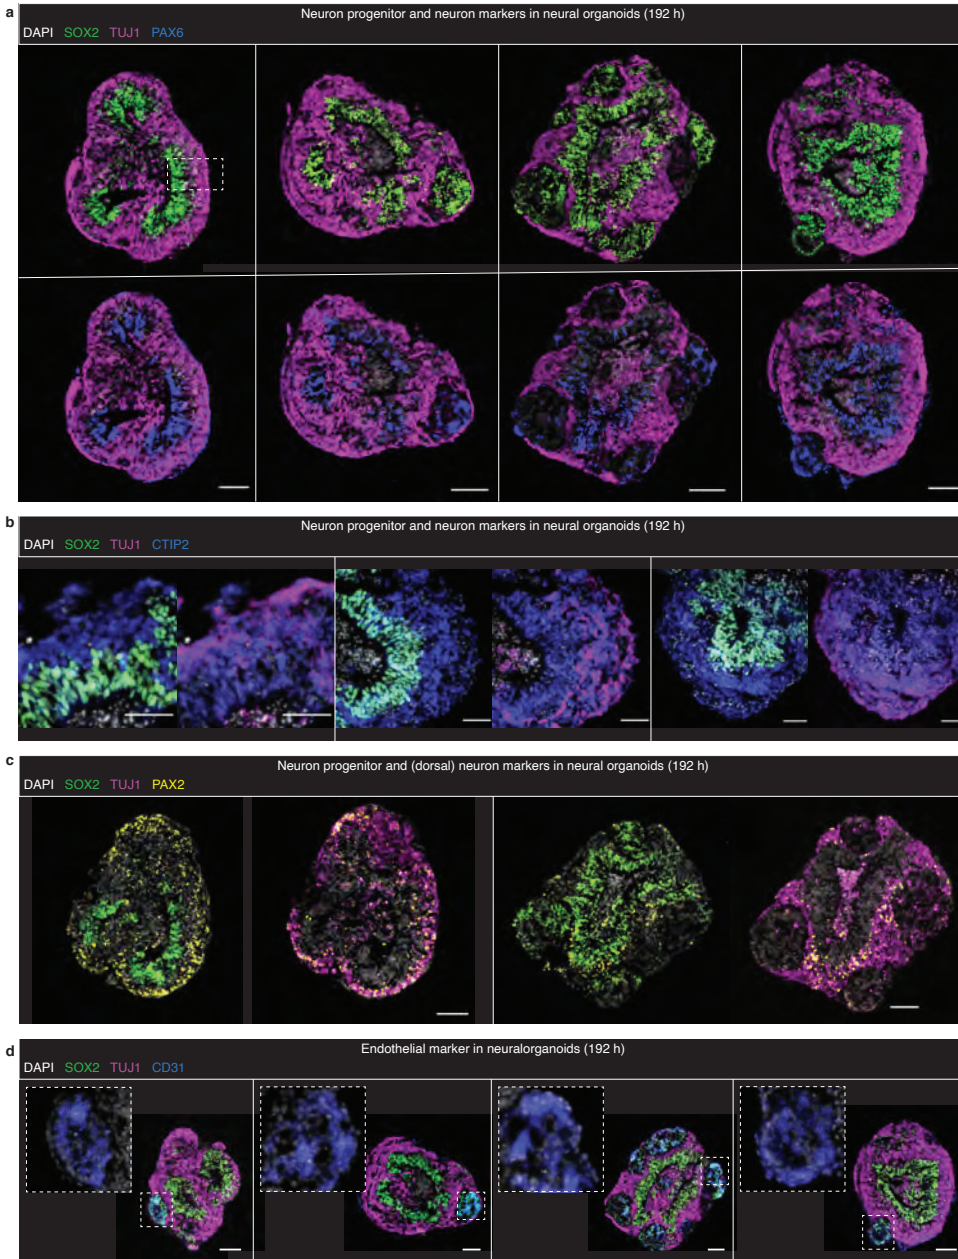 a
Neuron progenitor and neuron markers in neural organoids (192 h)
DAPI SOX2 TUJ1 PAX6
b
Neuron progenitor and neuron markers in neural organoids (192 h)
DAPI SOX2 TUJ1 CTIP2
c
Neuron progenitor and (dorsal) neuron markers in neural organoids (192 h)
DAPI SOX2 TUJ1 PAX2
d
Endothelial marker in neuralorganoids (192 h)
DAPI SOX2 TUJ1 CD31